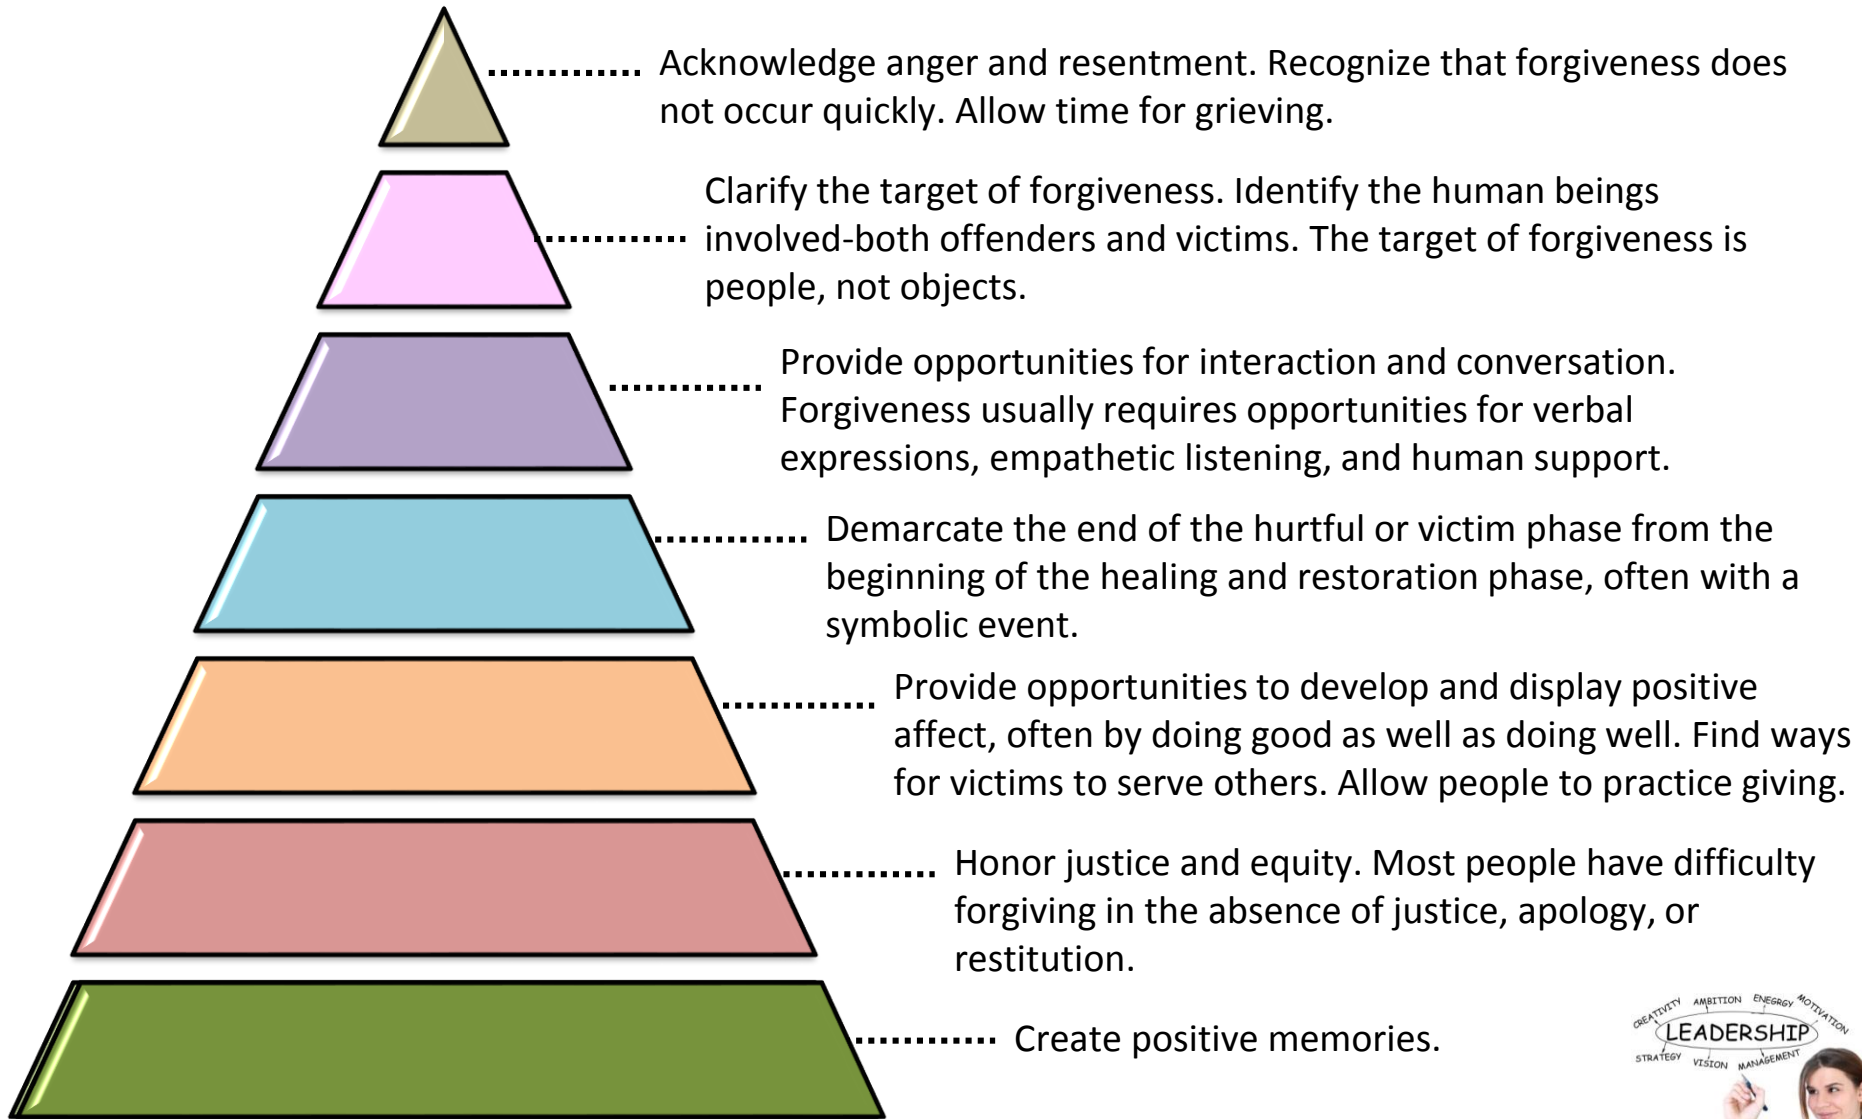 Acknowledge anger and resentment. Recognize that forgiveness does
not occur quickly. Allow time for grieving.
Clarify the target of forgiveness. Identify the human beings
involved-both offenders and victims. The target of forgiveness is
people, not objects.
Provide opportunities for interaction and conversation.
Forgiveness usually requires opportunities for verbal
expressions, empathetic listening, and human support.
Demarcate the end of the hurtful or victim phase from the
beginning of the healing and restoration phase, often with a
symbolic event.
Provide opportunities to develop and display positive
affect, often by doing good as well as doing well. Find ways
for victims to serve others. Allow people to practice giving.
Honor justice and equity. Most people have difficulty
forgiving in the absence of justice, apology, or
restitution.
Create positive memories.
CREATIVITY AMBITION ENEGRGY MOTIVATION
LEADERSHIP
STRATEGY VISION MANAGEMENT